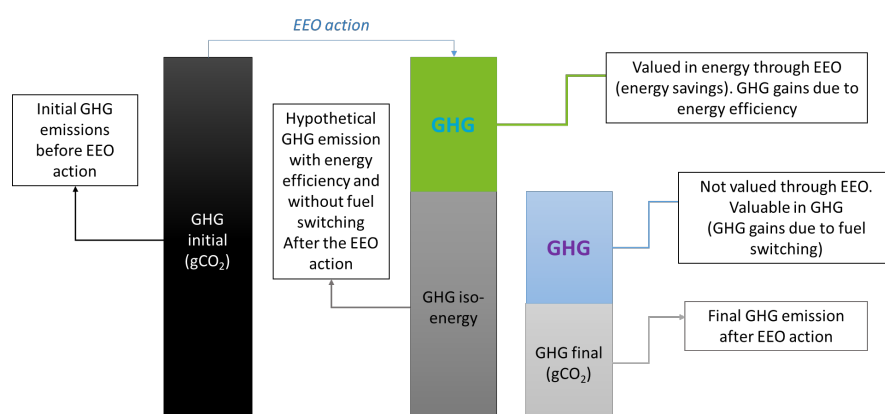 EEO action
Initial GHG
emissions
before EEO
action
GHG
initial
(gCO₂)
Hypothetical
GHG emission
with energy
efficiency and
without fuel
switching
After the EEO
action
GHG
GHG iso-
energy
Valued in energy through EEO
(energy savings). GHG gains due to
energy efficiency
GHG
Not valued through EEO.
Valuable in GHG
(GHG gains due to fuel
switching)
GHG final
(gCO₂)
Final GHG emission
after EEO action